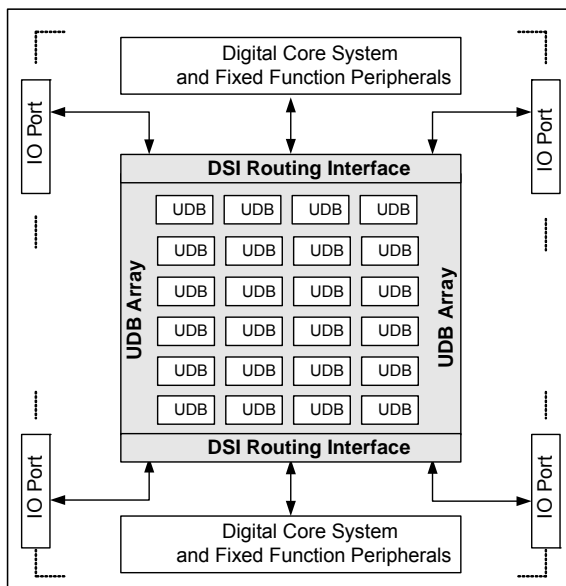 Digital Core System
and Fixed Function Peripherals
IO Port
IO Port
DSI Routing Interface
UDB Array
UDB UDB UDB UDB
UDB UDB UDB UDB
UDB UDB UDB UDB
UDB UDB UDB UDB
UDB UDB UDB UDB
UDB UDB UDB UDB
UDB Array
DSI Routing Interface
IO Port
IO Port
Digital Core System
and Fixed Function Peripherals